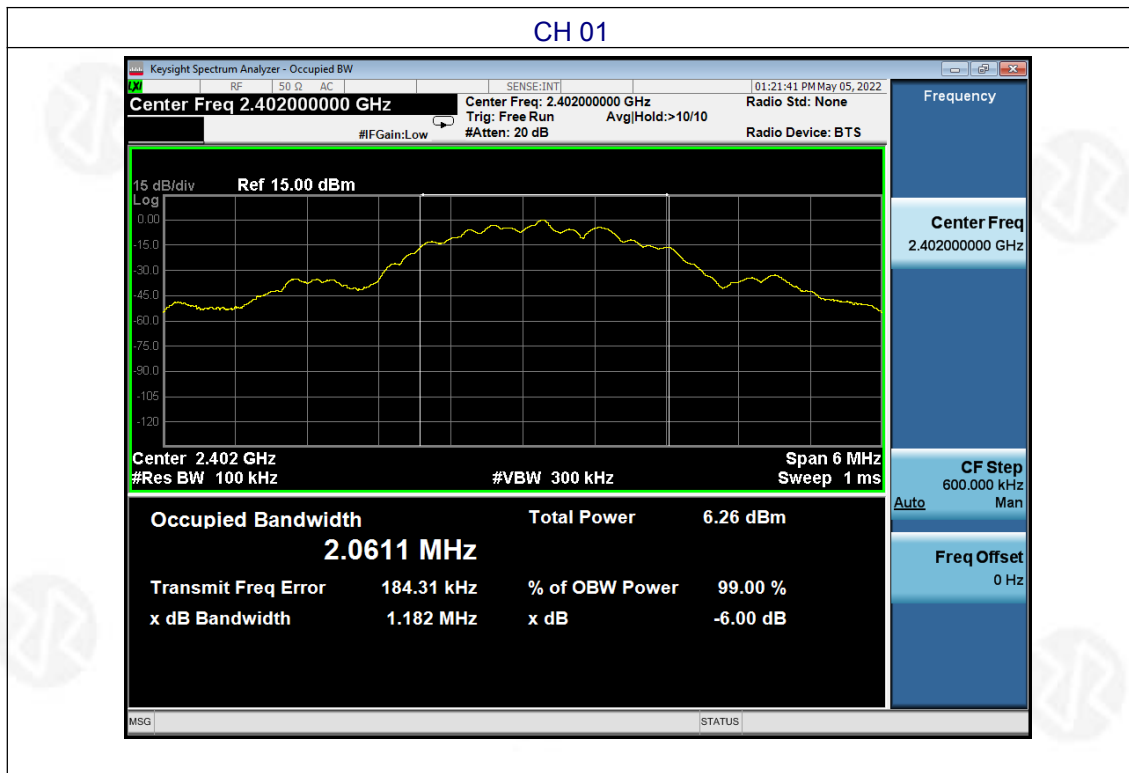 CH 01
Keysight Spectrum Analyzer - Occupied BW
LXI RF 50 Ω AC SENSE:INT 01:21:41 PM May 05, 2022
Center Freq 2.402000000 GHz
Center Freq: 2.402000000 GHz Radio Std: None
Trig: Free Run Avg|Hold:>10/10
#IFGain:Low #Atten: 20 dB Radio Device: BTS
15 dB/div Ref 15.00 dBm
Log
0.00
-15.0
-30.0
-45.0
-60.0
-75.0
-90.0
-105
-120
Center 2.402 GHz Span 6 MHz
#Res BW 100 kHz #VBW 300 kHz Sweep 1 ms
Occupied Bandwidth Total Power 6.26 dBm
2.0611 MHz
Transmit Freq Error 184.31 kHz % of OBW Power 99.00 %
x dB Bandwidth 1.182 MHz x dB -6.00 dB
MSG STATUS
Frequency
Center Freq
2.402000000 GHz
CF Step
600.000 kHz
Auto Man
Freq Offset
0 Hz